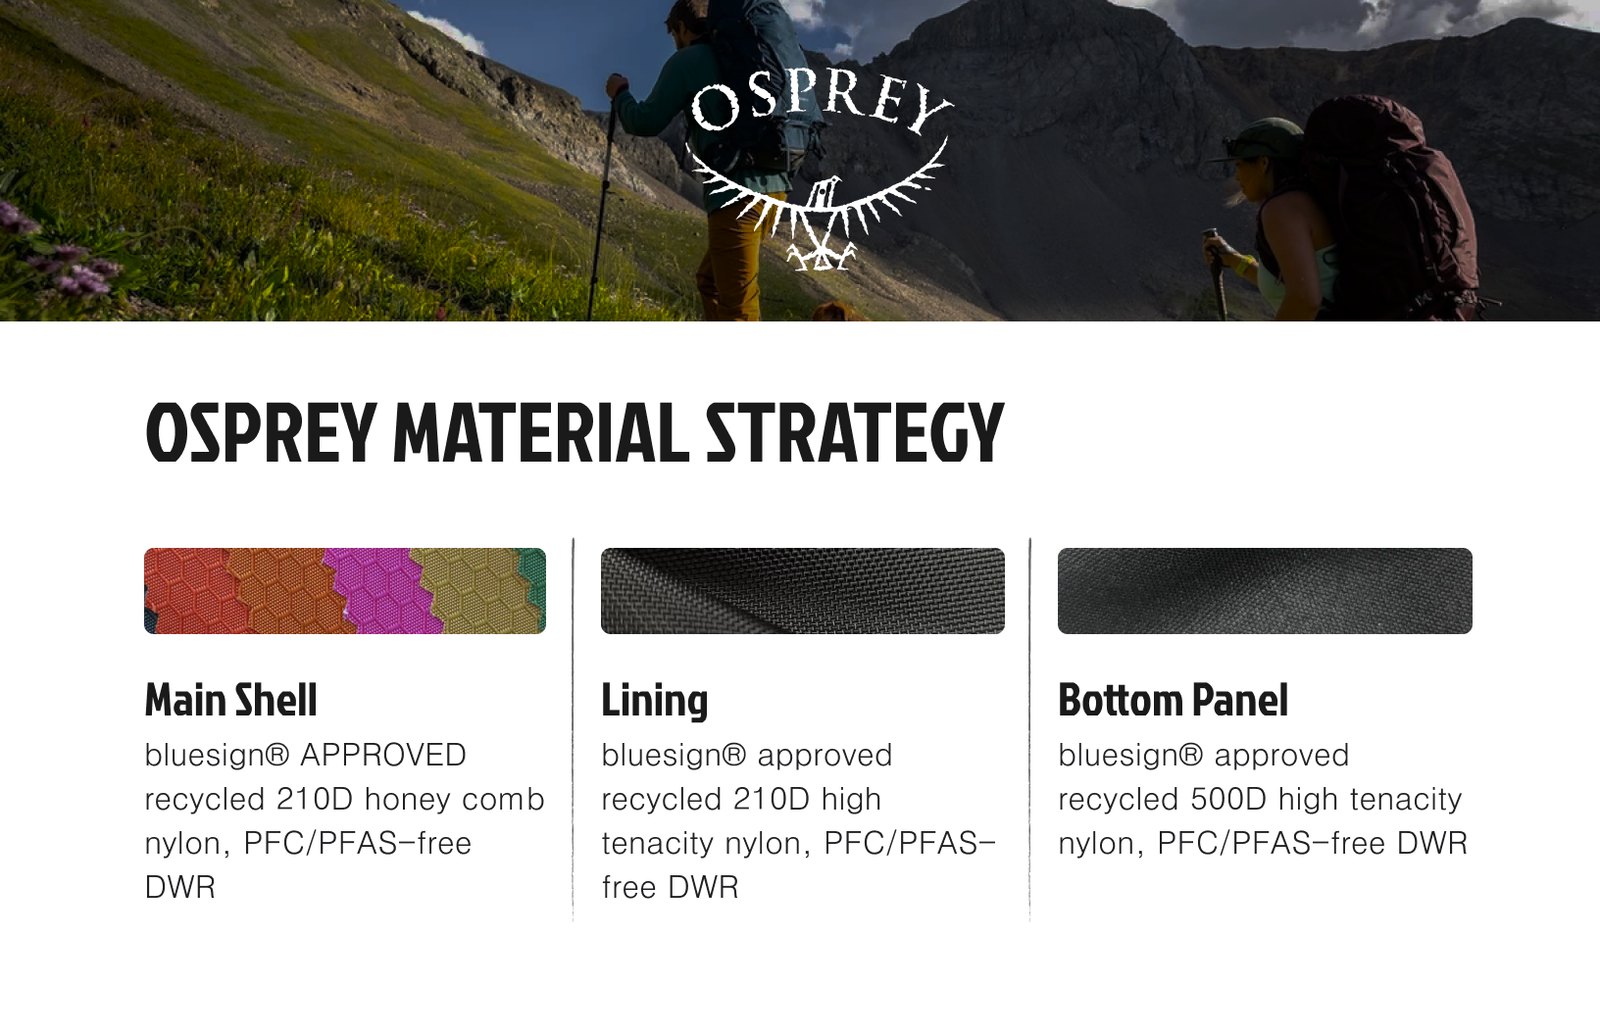 OSPREY
OSPREY MATERIAL STRATEGY
Main Shell
bluesign® APPROVED
recycled 210D honey comb
nylon, PFC/PFAS-free
DWR
Lining
bluesign® approved
recycled 210D high
tenacity nylon, PFC/PFAS-
free DWR
Bottom Panel
bluesign® approved
recycled 500D high tenacity
nylon, PFC/PFAS-free DWR